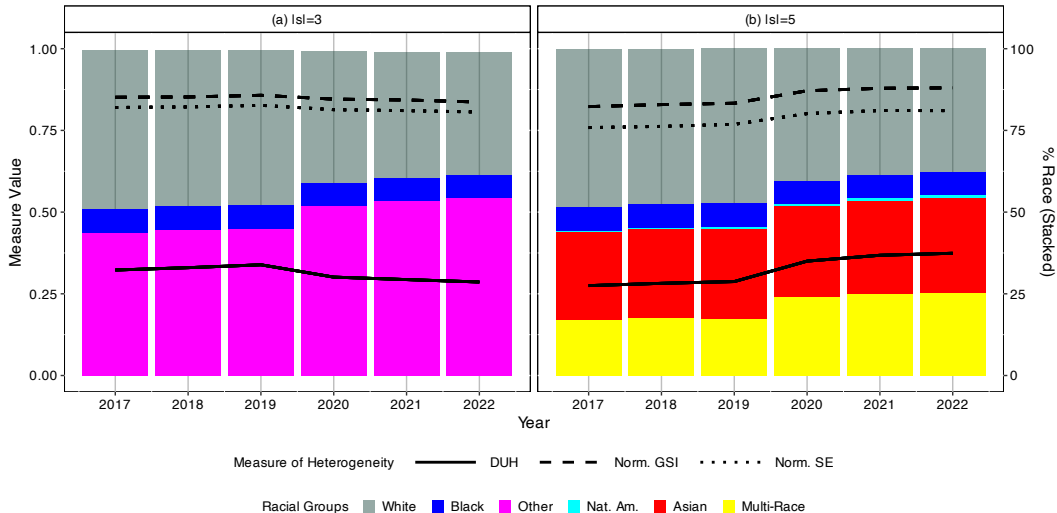 (a) |s|=3
(b) |s|=5
1.00
0.75
0.50
0.25
0.00
Measure Value
100
75
50
25
0
% Race (Stacked)
2017 2018 2019 2020 2021 2022
2017 2018 2019 2020 2021 2022
Year
Measure of Heterogeneity DUH Norm. GSI Norm. SE
Racial Groups White Black Other Nat. Am. Asian Multi-Race